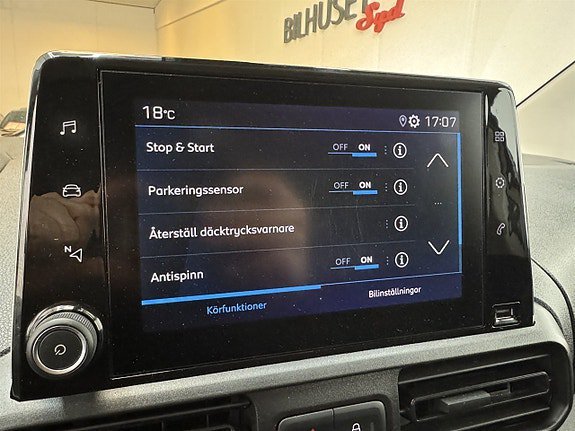 BILHUSET
Syd
18°C
17:07
Stop & Start
OFF ON
Parkeringssensor
OFF ON
Återställ däcktrycksvarnare
Antispinn
OFF ON
Körfunktioner
Bilinställningar
N